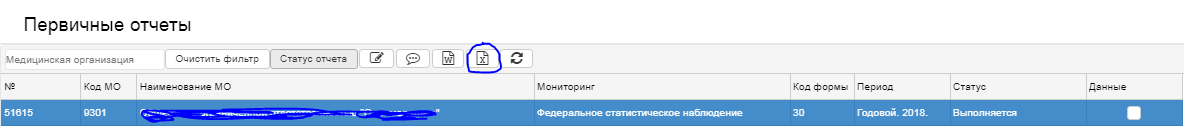 Первичные отчеты
Медицинская организация Очистить фильтр Статус отчета
№ Код МО Наименование МО Мониторинг Код формы Период Статус Данные
51615 9301 Федеральное статистическое наблюдение 30 Годовой. 2018. Выполняется